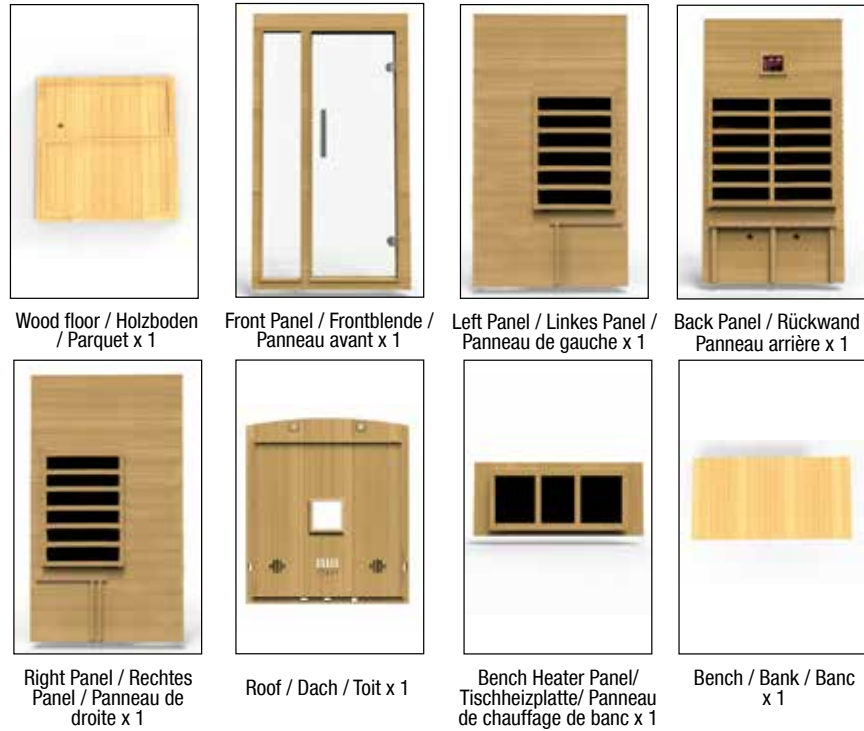 Wood floor / Holzboden
/ Parquet x 1
Front Panel / Frontblende /
Panneau avant x 1
Left Panel / Linkes Panel /
Panneau de gauche x 1
Back Panel / Rückwand
Panneau arrière x 1
Right Panel / Rechtes
Panel / Panneau de
droite x 1
Roof / Dach / Toit x 1
Bench Heater Panel/
Tischheizplatte/ Panneau
de chauffage de banc x 1
Bench / Bank / Banc
x 1